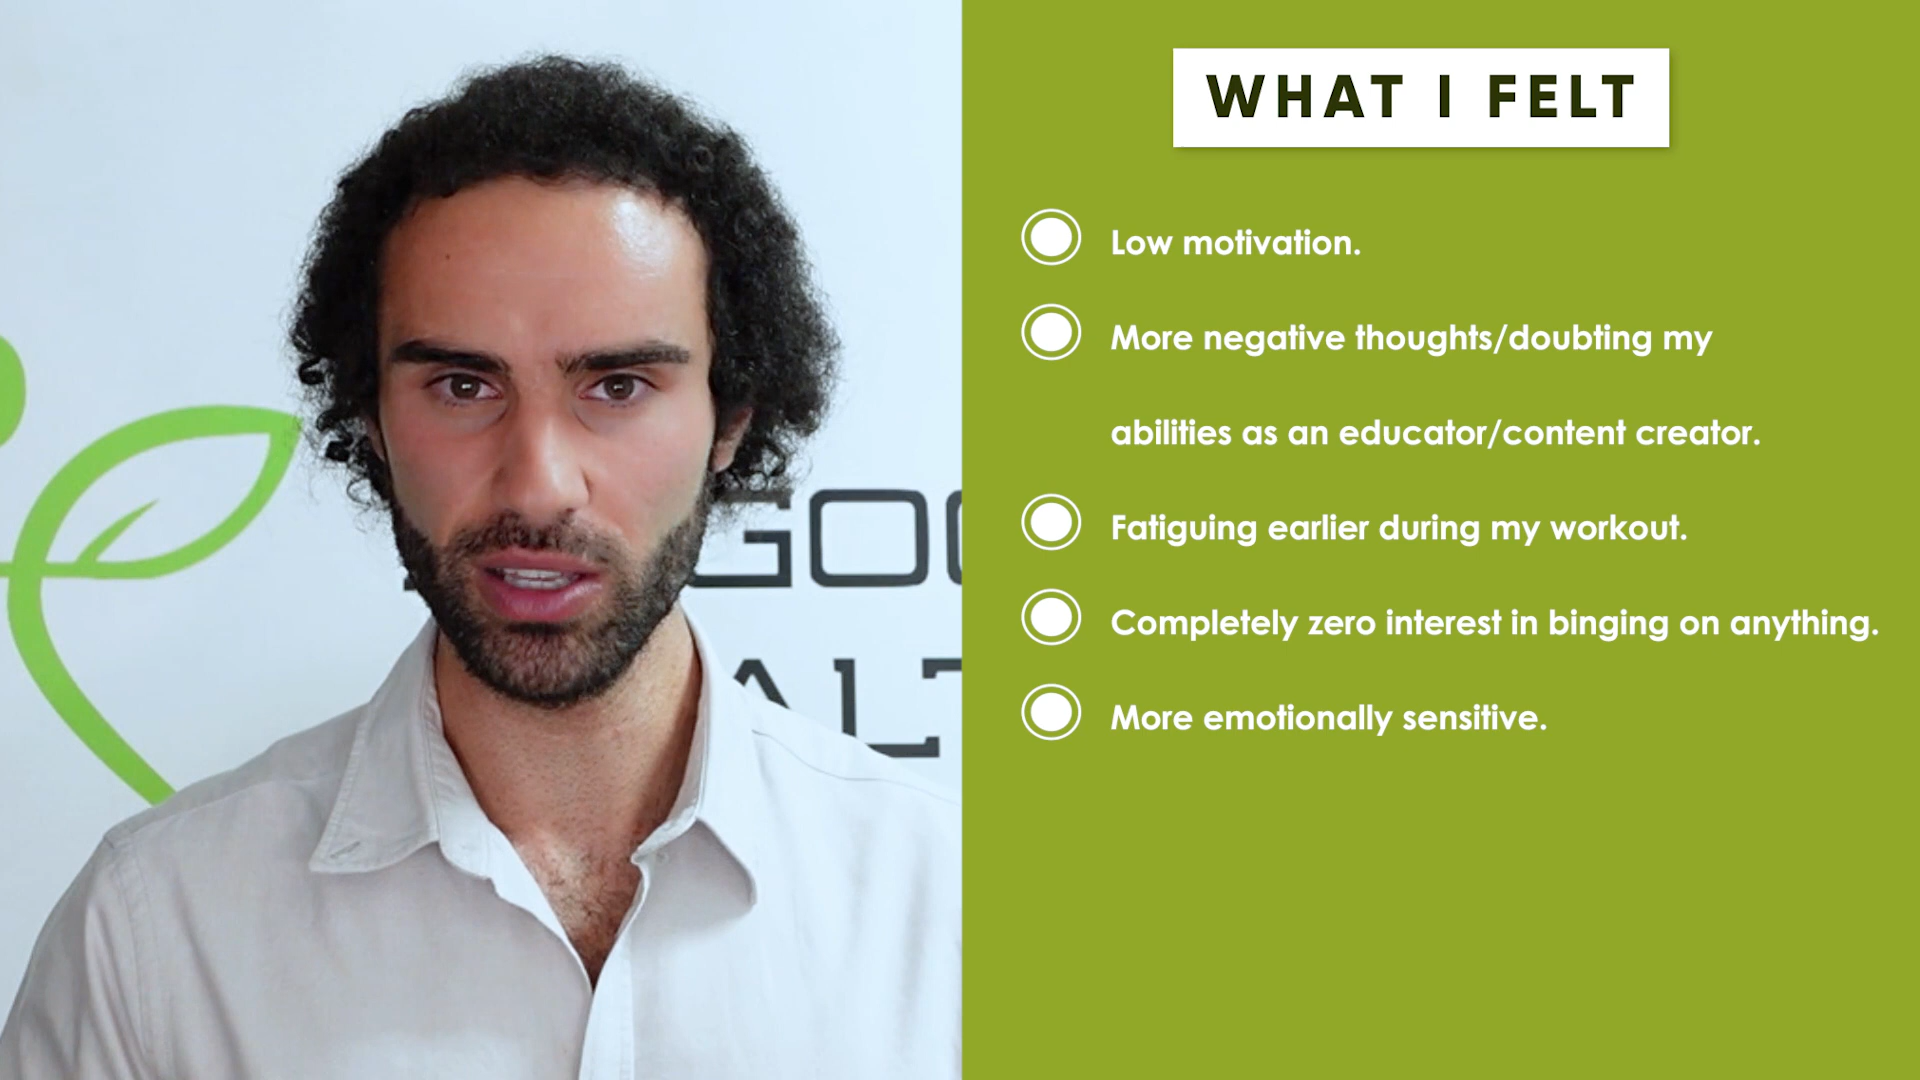 WHAT I FELT
Low motivation.
More negative thoughts/doubting my
abilities as an educator/content creator.
Fatiguing earlier during my workout.
Completely zero interest in binging on anything.
More emotionally sensitive.